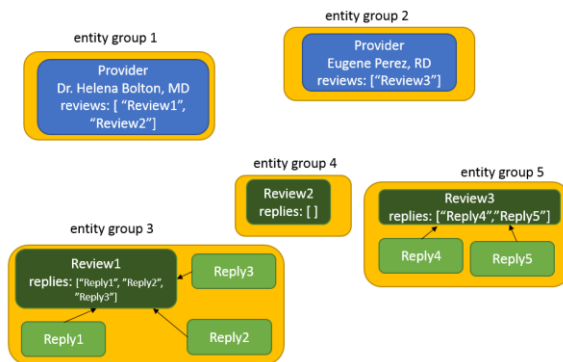 entity group 1
Provider
Dr. Helena Bolton, MD
reviews: [ “Review1”,
“Review2”]
entity group 2
Provider
Eugene Perez, RD
reviews: [“Review3”]
entity group 4
Review2
replies: [ ]
entity group 5
Review3
replies: [“Reply4”,”Reply5”]
Reply4
Reply5
entity group 3
Review1
replies: [“Reply1”, ”Reply2”,
”Reply3”]
Reply3
Reply1
Reply2